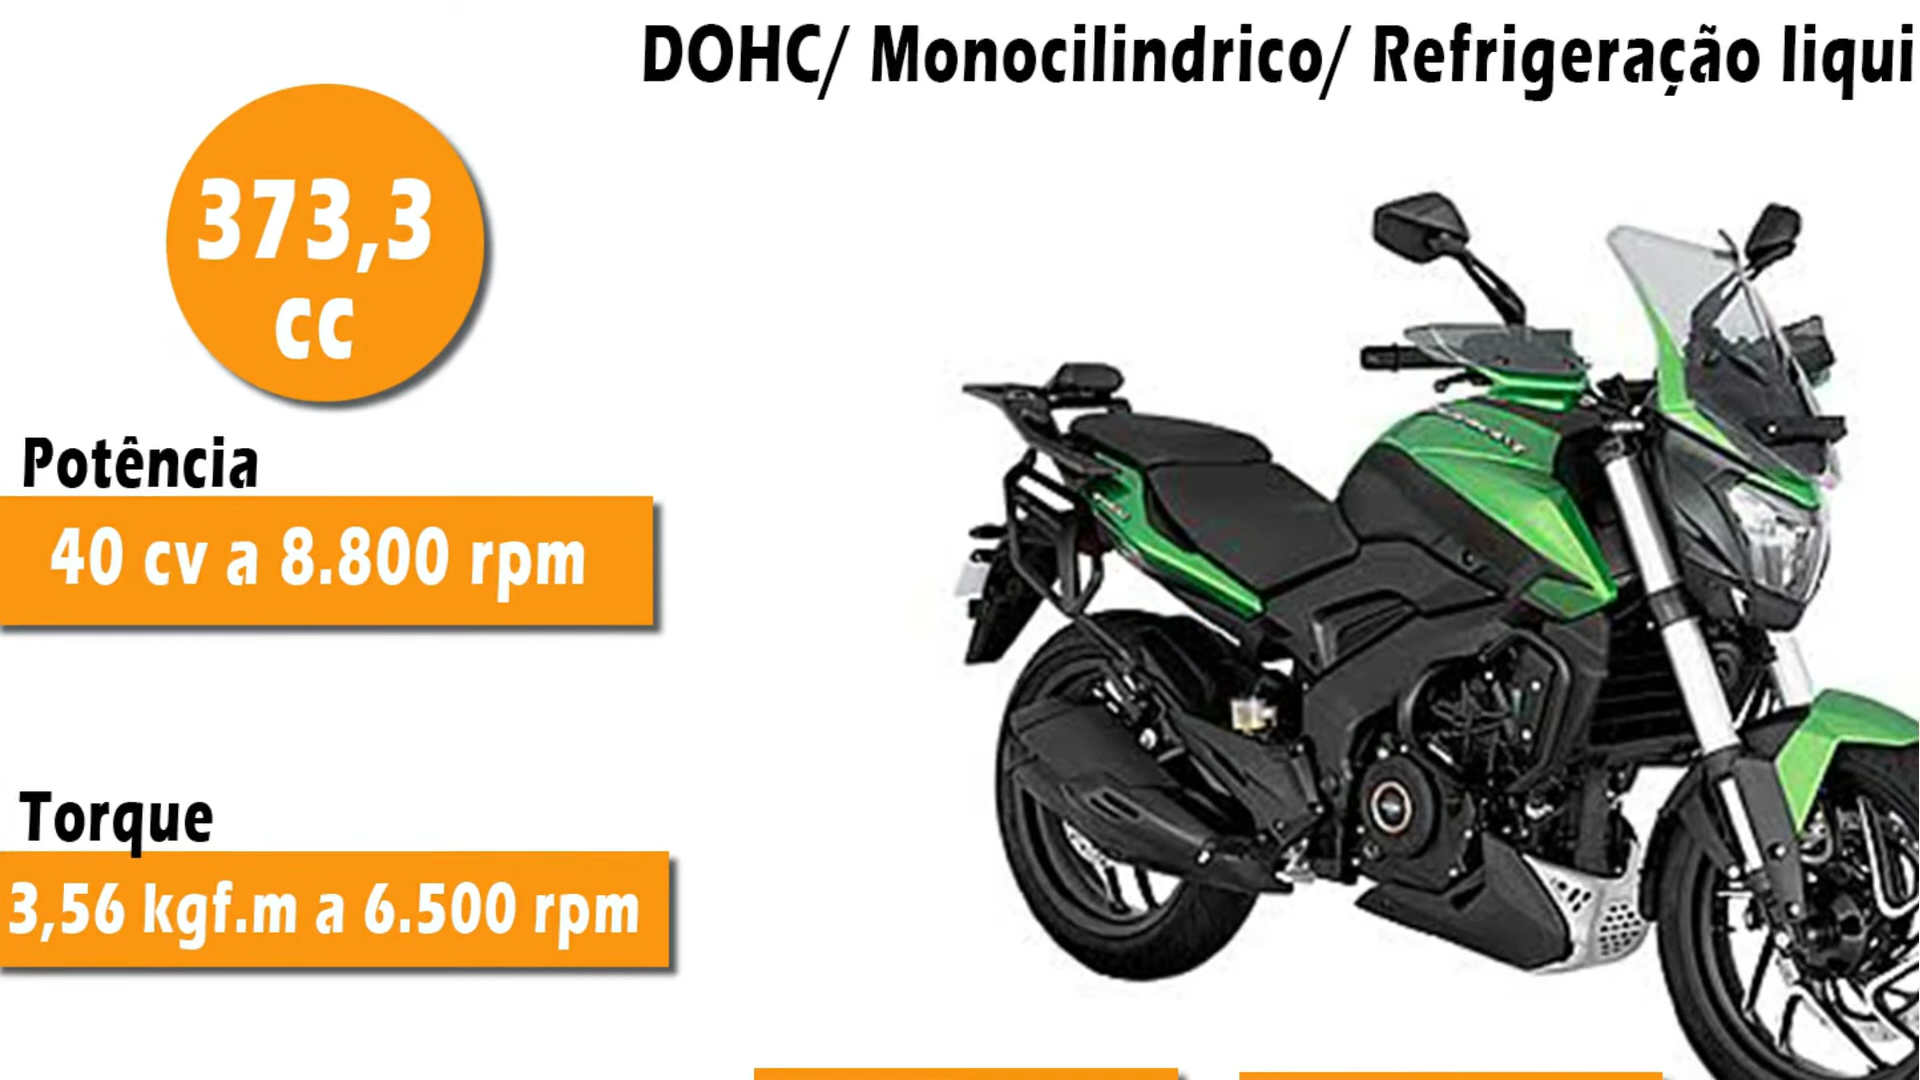 DOHC/ Monocilindrico/ Refrigeração liqui
373,3
cc
Potência
40 cv a 8.800 rpm
Torque
3,56 kgf.m a 6.500 rpm